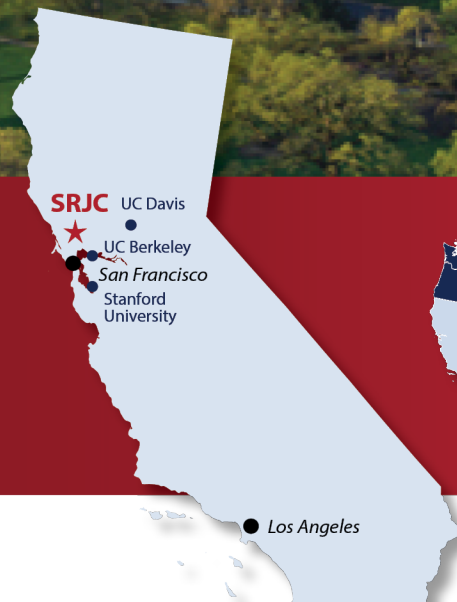 SRJC
UC Davis
UC Berkeley
San Francisco
Stanford
University
Los Angeles